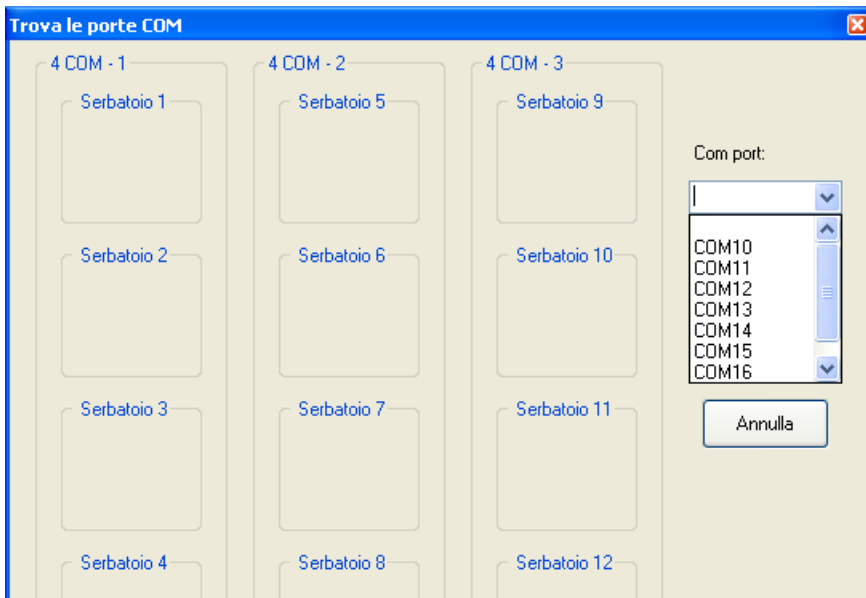 Trova le porte COM
4 COM - 1
4 COM - 2
4 COM - 3
Serbatoio 1
Serbatoio 5
Serbatoio 9
Com port:
Serbatoio 2
Serbatoio 6
Serbatoio 10
COM10
COM11
COM12
COM13
COM14
COM15
COM16
Serbatoio 3
Serbatoio 7
Serbatoio 11
Annulla
Serbatoio 4
Serbatoio 8
Serbatoio 12